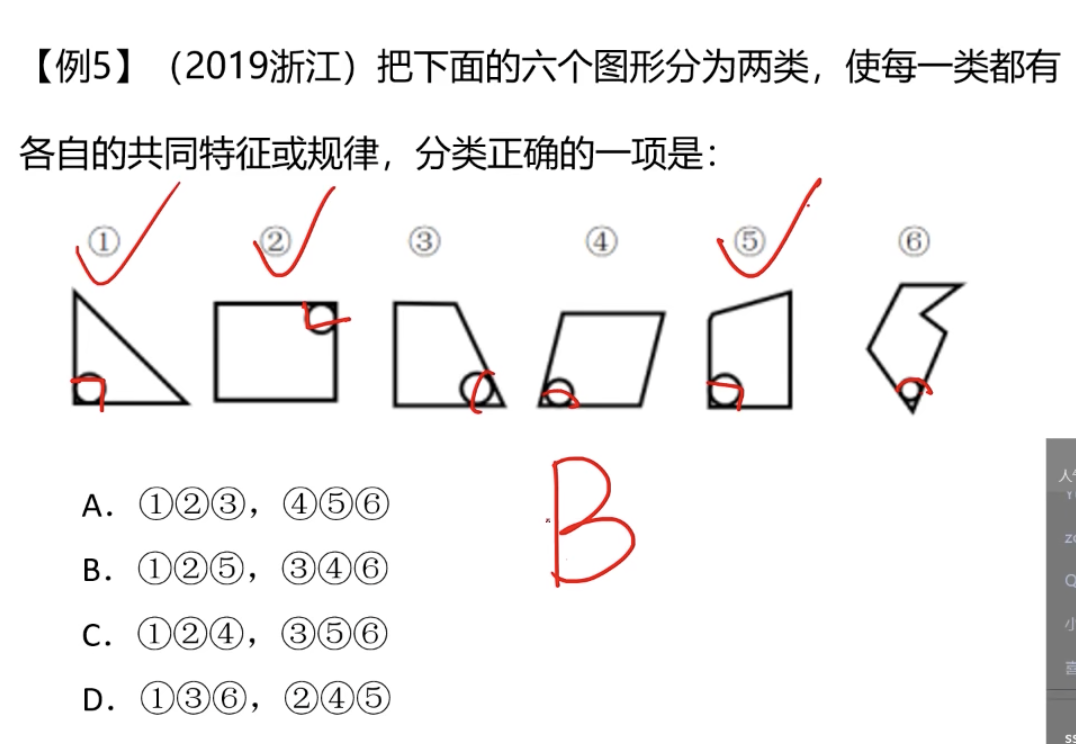 【例5】（2019浙江）把下面的六个图形分为两类，使每一类都有
各自的共同特征或规律，分类正确的一项是：
① ② ③ ④ ⑤ ⑥
A. ①②③，④⑤⑥
B. ①②⑤，③④⑥
C. ①②④，③⑤⑥
D. ①③⑥，②④⑤
B